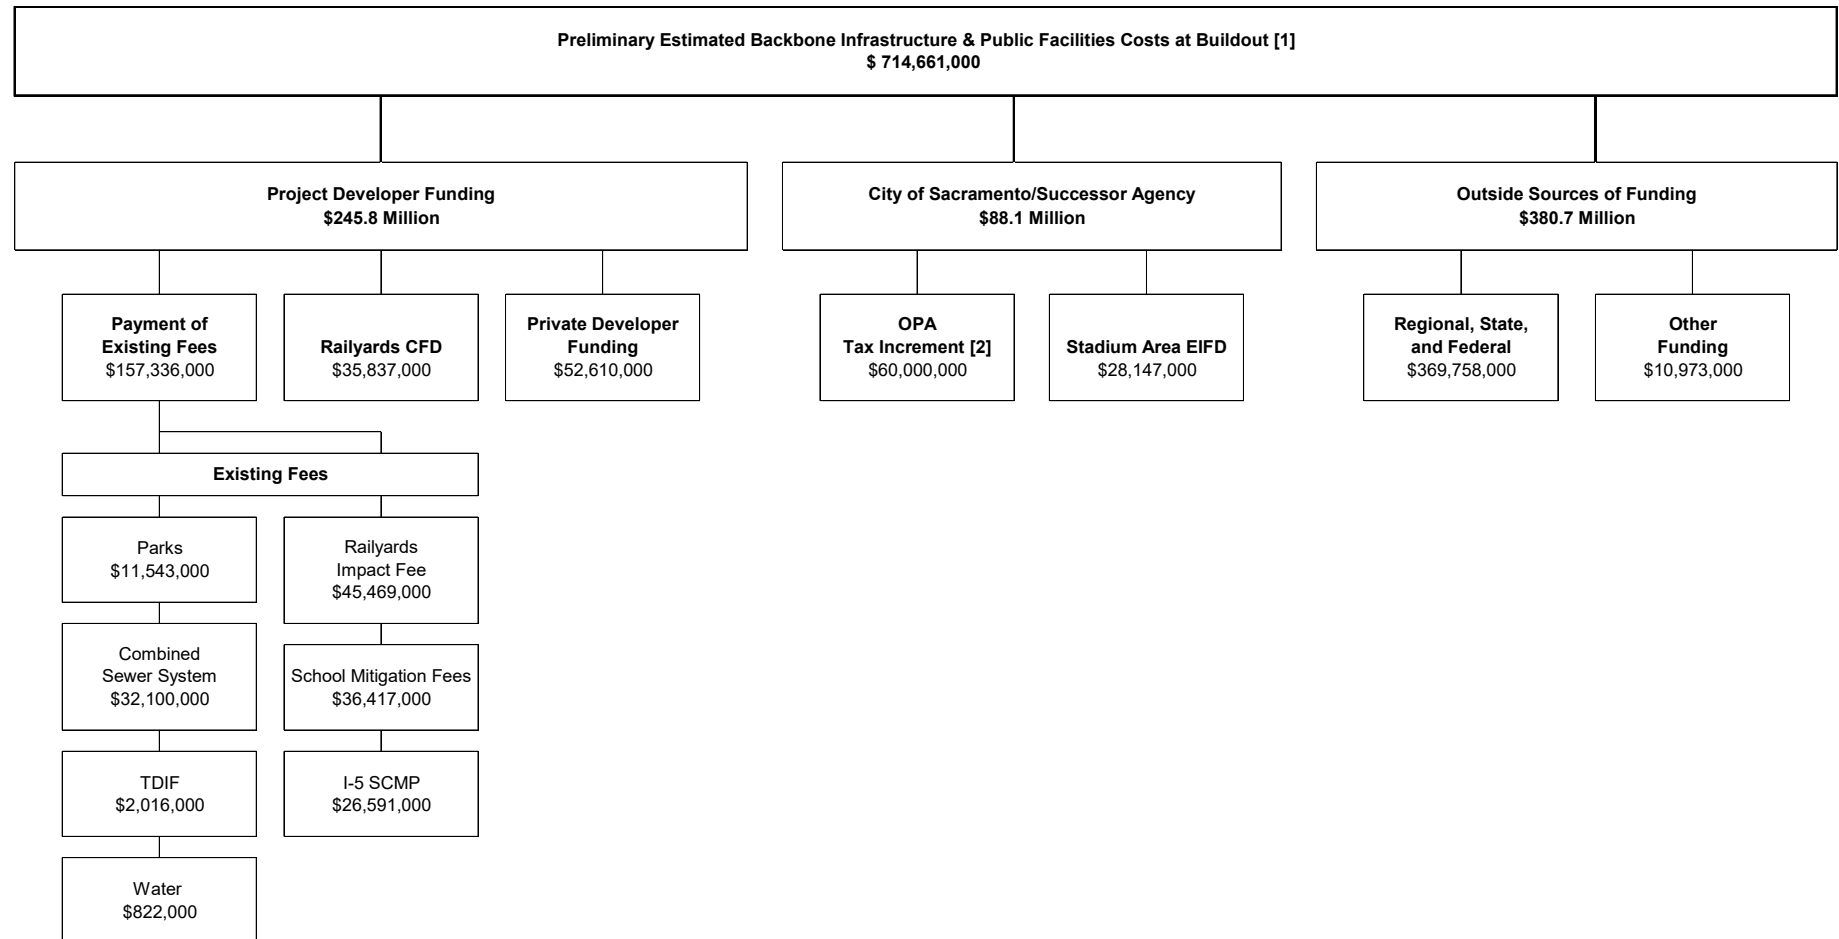 Preliminary Estimated Backbone Infrastructure & Public Facilities Costs at Buildout [1]
$ 714,661,000
Project Developer Funding
$245.8 Million
City of Sacramento/Successor Agency
$88.1 Million
Outside Sources of Funding
$380.7 Million
Payment of
Existing Fees
$157,336,000
Railyards CFD
$35,837,000
Private Developer
Funding
$52,610,000
OPA
Tax Increment [2]
$60,000,000
Stadium Area EIFD
$28,147,000
Regional, State,
and Federal
$369,758,000
Other
Funding
$10,973,000
Existing Fees
Parks
$11,543,000
Railyards
Impact Fee
$45,469,000
Combined
Sewer System
$32,100,000
School Mitigation Fees
$36,417,000
TDIF
$2,016,000
I-5 SCMP
$26,591,000
Water
$822,000